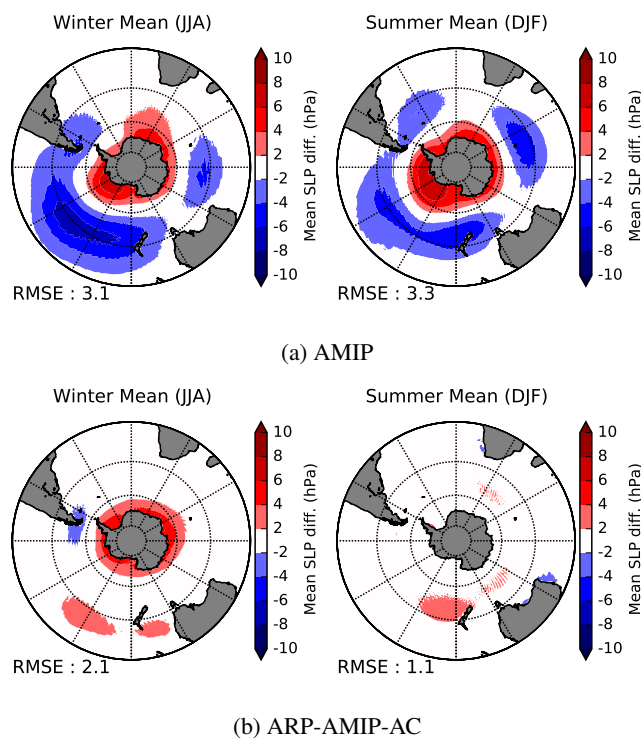 Winter Mean (JJA)
Summer Mean (DJF)
10
8
6
4
2
-2
-4
-6
-8
-10
Mean SLP diff. (hPa)
10
8
6
4
2
-2
-4
-6
-8
-10
Mean SLP diff. (hPa)
RMSE : 3.1
RMSE : 3.3
(a) AMIP
Winter Mean (JJA)
Summer Mean (DJF)
10
8
6
4
2
-2
-4
-6
-8
-10
Mean SLP diff. (hPa)
10
8
6
4
2
-2
-4
-6
-8
-10
Mean SLP diff. (hPa)
RMSE : 2.1
RMSE : 1.1
(b) ARP-AMIP-AC